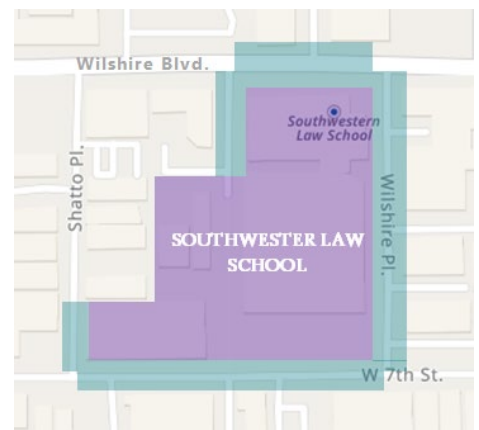 Wilshire Blvd.
Southwestern
Law School
Shatto Pl.
Wilshire Pl.
SOUTHWESTER LAW
SCHOOL
W 7th St.